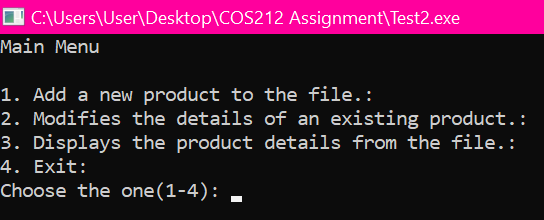 C:\Users\User\Desktop\COS212 Assignment\Test2.exe
Main Menu
1. Add a new product to the file.:
2. Modifies the details of an existing product.:
3. Displays the product details from the file.:
4. Exit:
Choose the one(1-4):